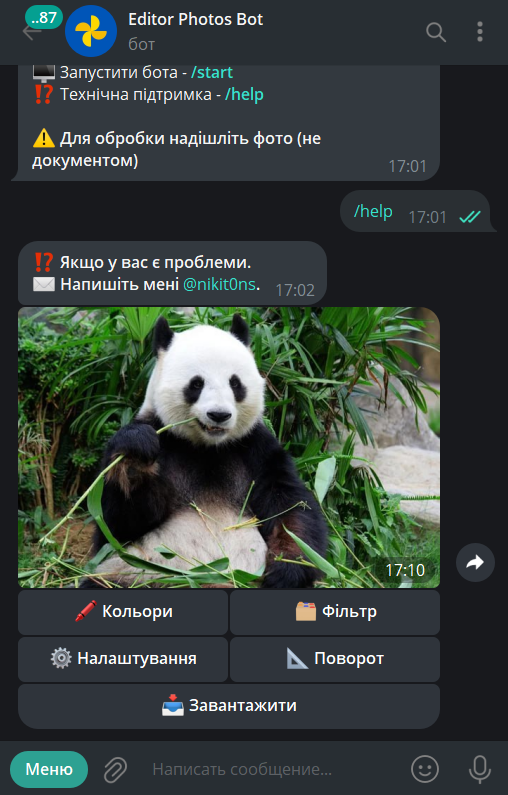 ..87
Editor Photos Bot
бот
Запустити бота - /start
Технічна підтримка - /help
Для обробки надішліть фото (не
документом)
17:01
/help 17:01
Якщо у вас є проблеми.
Напишіть мені @nikit0ns.
17:02
17:10
Кольори
Фільтр
Налаштування
Поворот
Завантажити
Меню
Написать сообщение...